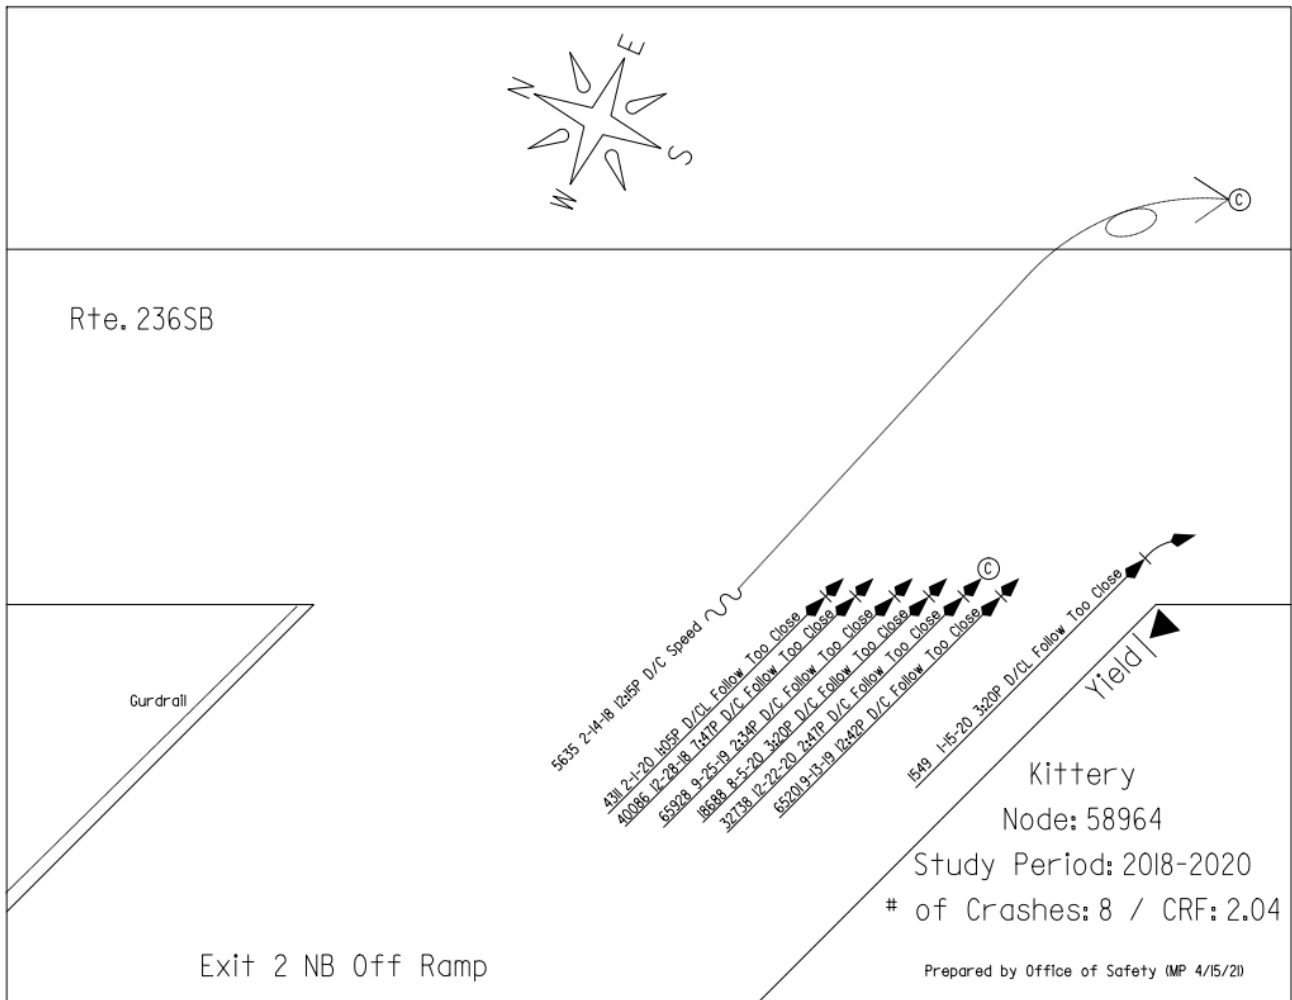 E
N
S
W
C
Rte. 236SB
C
5635 2-14-18 12:15P D/C Speed
4311 2-1-20 1:05P D/CL Follow Too Close
40086 12-28-18 7:47P D/C Follow Too Close
65928 9-25-19 2:34P D/C Follow Too Close
18688 8-5-20 3:20P D/C Follow Too Close
32738 12-22-20 2:47P D/C Follow Too Close
65201 9-13-19 12:42P D/C Follow Too Close
1549 1-15-20 3:20P D/CL Follow Too Close
Yield
Gurdrail
Kittery
Node: 58964
Study Period: 2018-2020
# of Crashes: 8 / CRF: 2.04
Exit 2 NB Off Ramp
Prepared by Office of Safety (MP 4/15/21)